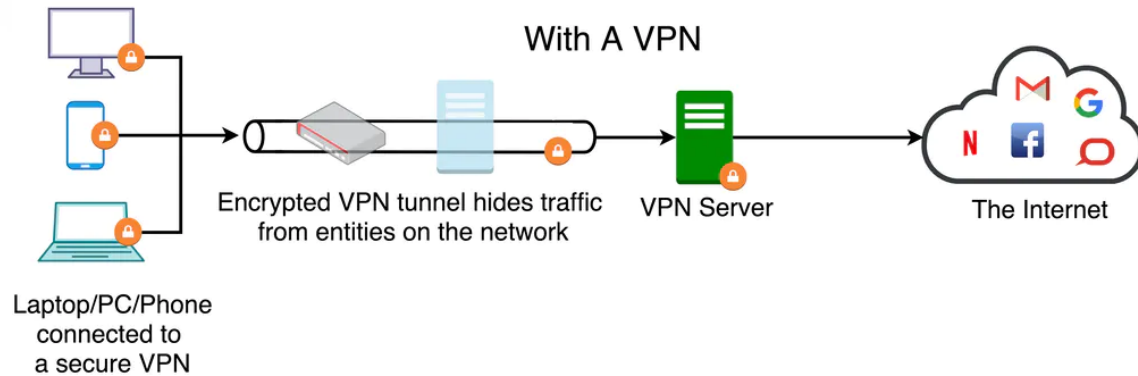 With A VPN
Encrypted VPN tunnel hides traffic
from entities on the network
VPN Server
The Internet
Laptop/PC/Phone
connected to
a secure VPN
M
G
N
f